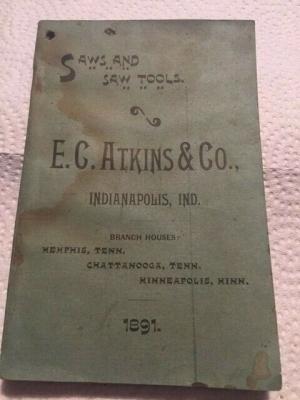 SAWS AND
SAW TOOLS.
E. C. ATKINS & CO.,
INDIANAPOLIS, IND.
BRANCH HOUSES:
MEMPHIS, TENN.
CHATTANOOGA, TENN.
MINNEAPOLIS, MINN.
1891.